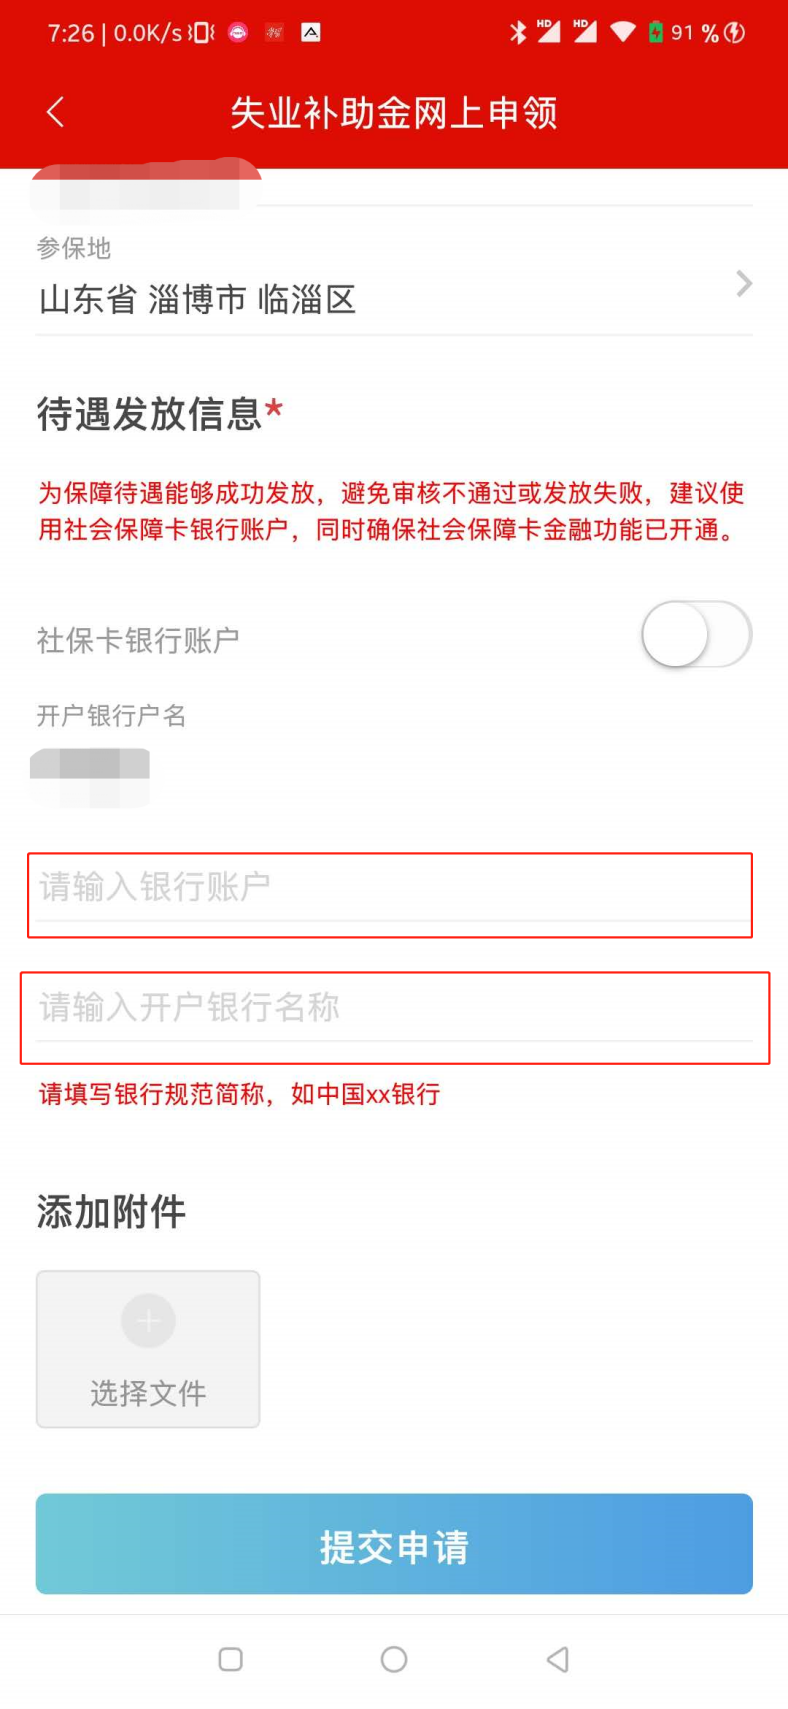 7:26 | 0.0K/s HD HD 91 %
失业补助金网上申领
参保地
山东省 淄博市 临淄区
待遇发放信息*
为保障待遇能够成功发放，避免审核不通过或发放失败，建议使
用社会保障卡银行账户，同时确保社会保障卡金融功能已开通。
社保卡银行账户
开户银行户名
请输入银行账户
请输入开户银行名称
请填写银行规范简称，如中国xx银行
添加附件
选择文件
提交申请